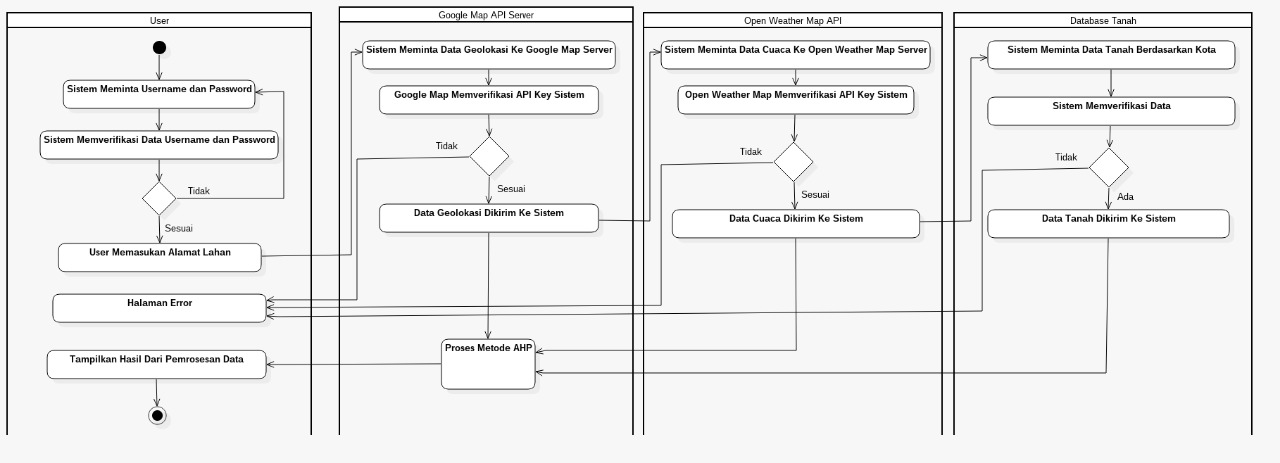 User
Sistem Meminta Username dan Password
Sistem Memverifikasi Data Username dan Password
Tidak
Sesuai
User Memasukan Alamat Lahan
Halaman Error
Tampilkan Hasil Dari Pemrosesan Data
Google Map API Server
Sistem Meminta Data Geolokasi Ke Google Map Server
Google Map Memverifikasi API Key Sistem
Tidak
Sesuai
Data Geolokasi Dikirim Ke Sistem
Proses Metode AHP
Open Weather Map API
Sistem Meminta Data Cuaca Ke Open Weather Map Server
Open Weather Map Memverifikasi API Key Sistem
Tidak
Sesuai
Data Cuaca Dikirim Ke Sistem
Database Tanah
Sistem Meminta Data Tanah Berdasarkan Kota
Sistem Memverifikasi Data
Tidak
Ada
Data Tanah Dikirim Ke Sistem